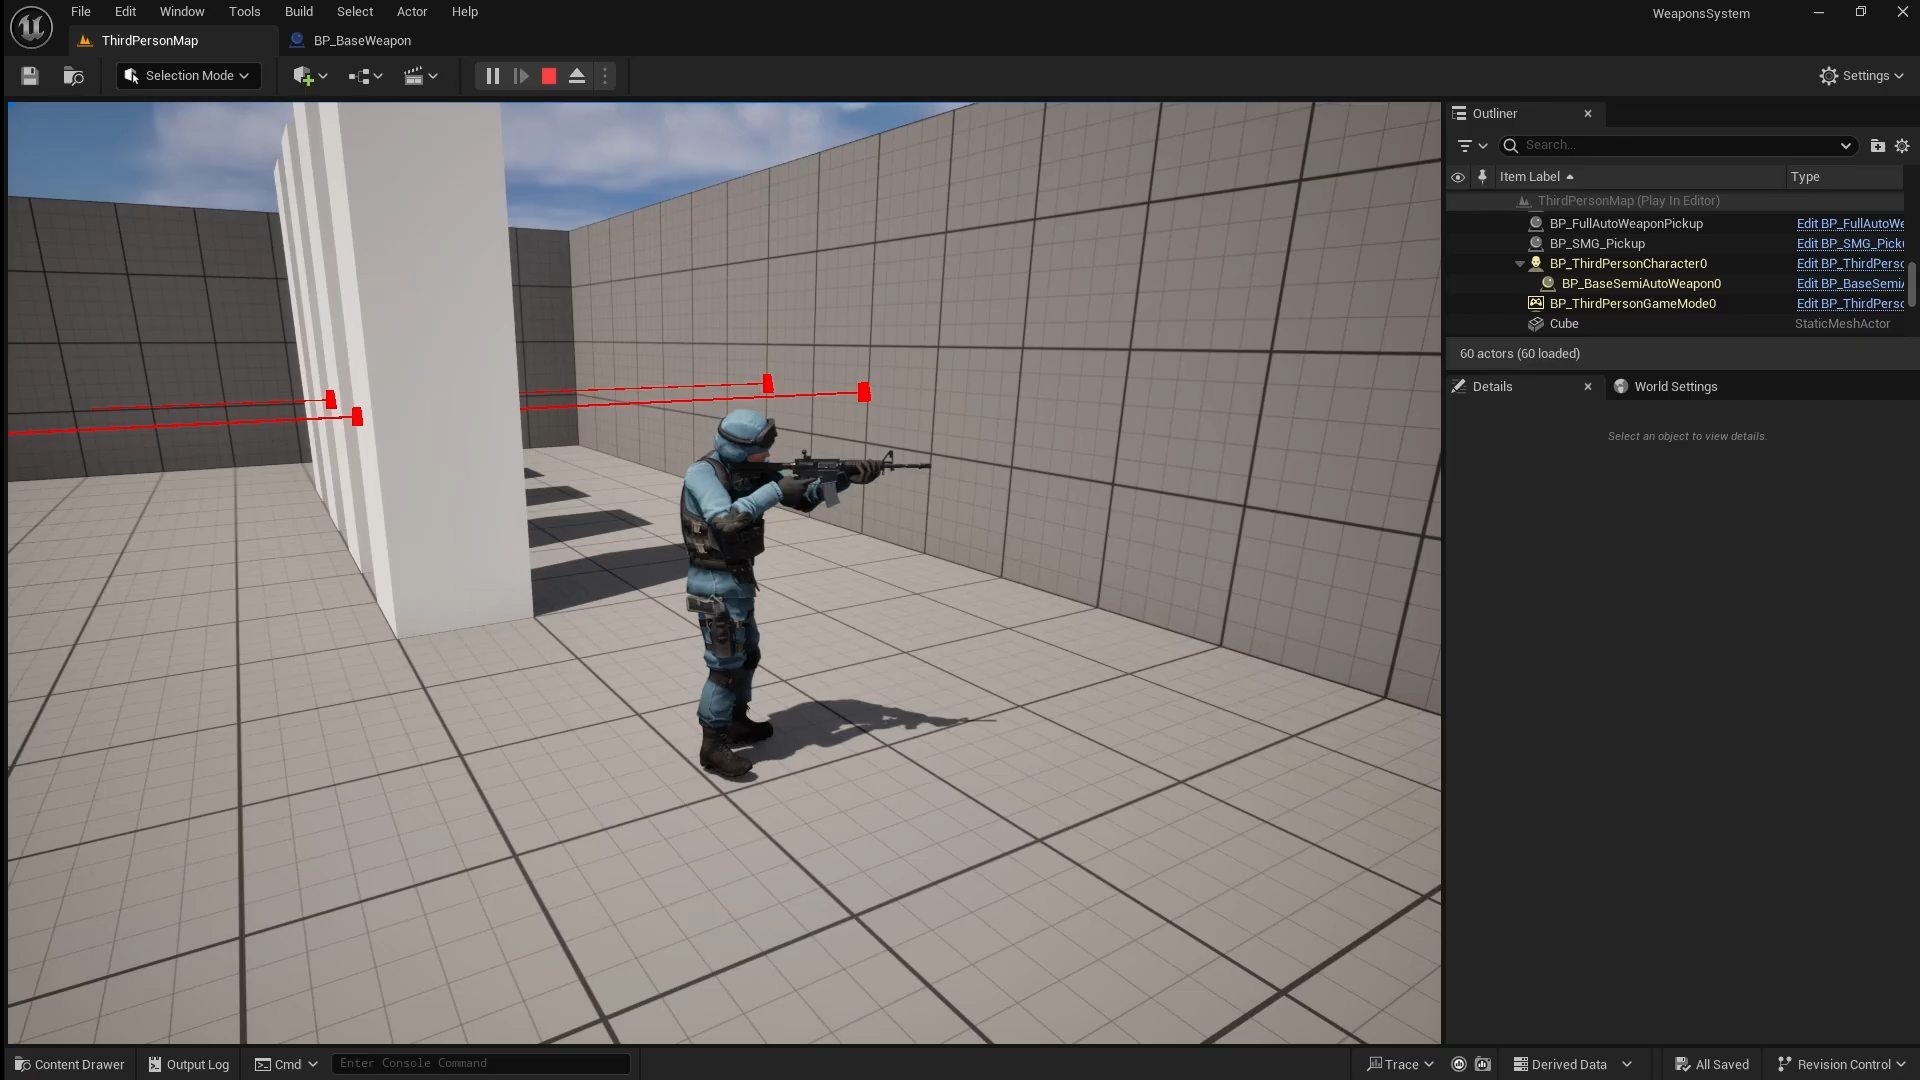 File Edit Window Tools Build Select Actor Help
WeaponsSystem
ThirdPersonMap
BP_BaseWeapon
Selection Mode
Settings
Outliner
Search...
Item Label
Type
ThirdPersonMap (Play In Editor)
BP_FullAutoWeaponPickup Edit BP_FullAutoWe
BP_SMG_Pickup Edit BP_SMG_Pick
BP_ThirdPersonCharacter0 Edit BP_ThirdPerso
BP_BaseSemiAutoWeapon0 Edit BP_BaseSemiA
BP_ThirdPersonGameMode0 Edit BP_ThirdPerso
Cube StaticMeshActor
60 actors (60 loaded)
Details
World Settings
Select an object to view details.
Content Drawer
Output Log
Cmd
Enter Console Command
Trace
Derived Data
All Saved
Revision Control